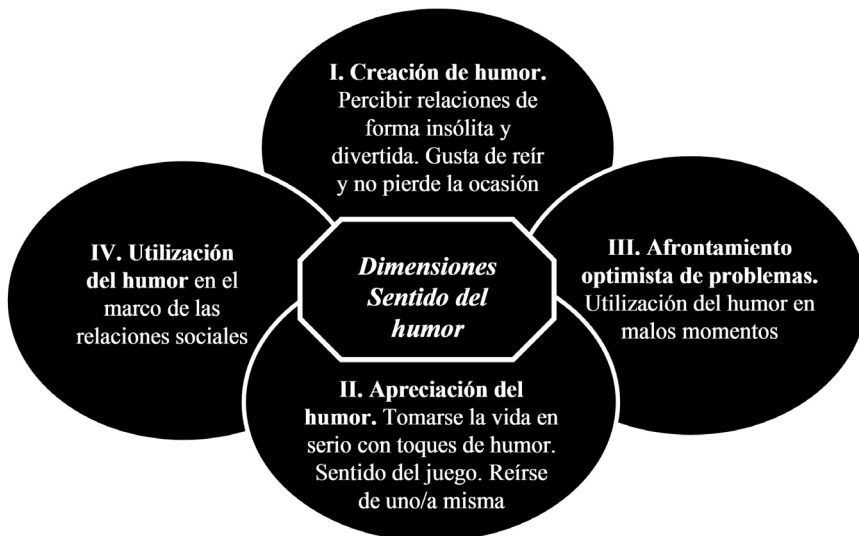 I. Creación de humor.
Percibir relaciones de
forma insólita y
divertida. Gusta de reír
y no pierde la ocasión
IV. Utilización
del humor en el
marco de las
relaciones sociales
Dimensiones
Sentido del
humor
III. Afrontamiento
optimista de problemas.
Utilización del humor en
malos momentos
II. Apreciación del
humor. Tomarse la vida en
serio con toques de humor.
Sentido del juego. Reírse
de uno/a misma